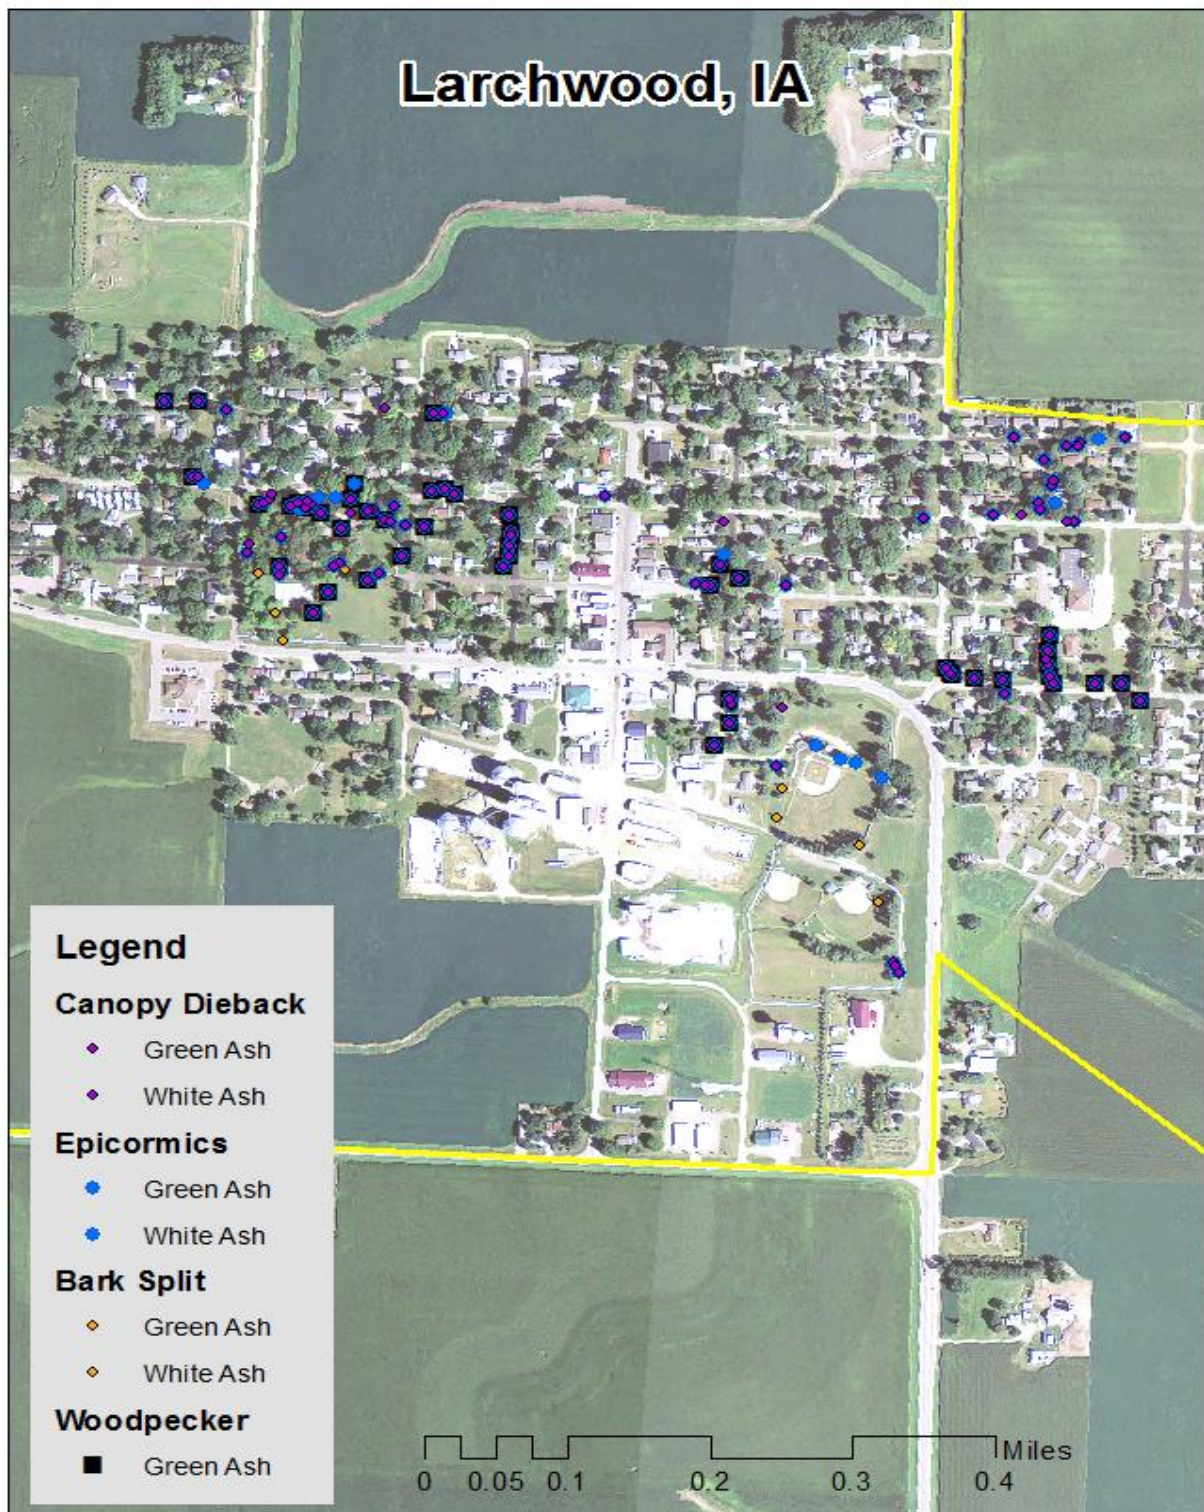 Larchwood, IA
Legend
Canopy Dieback
Green Ash
White Ash
Epicormics
Green Ash
White Ash
Bark Split
Green Ash
White Ash
Woodpecker
Green Ash
Miles
0 0.05 0.1 0.2 0.3 0.4